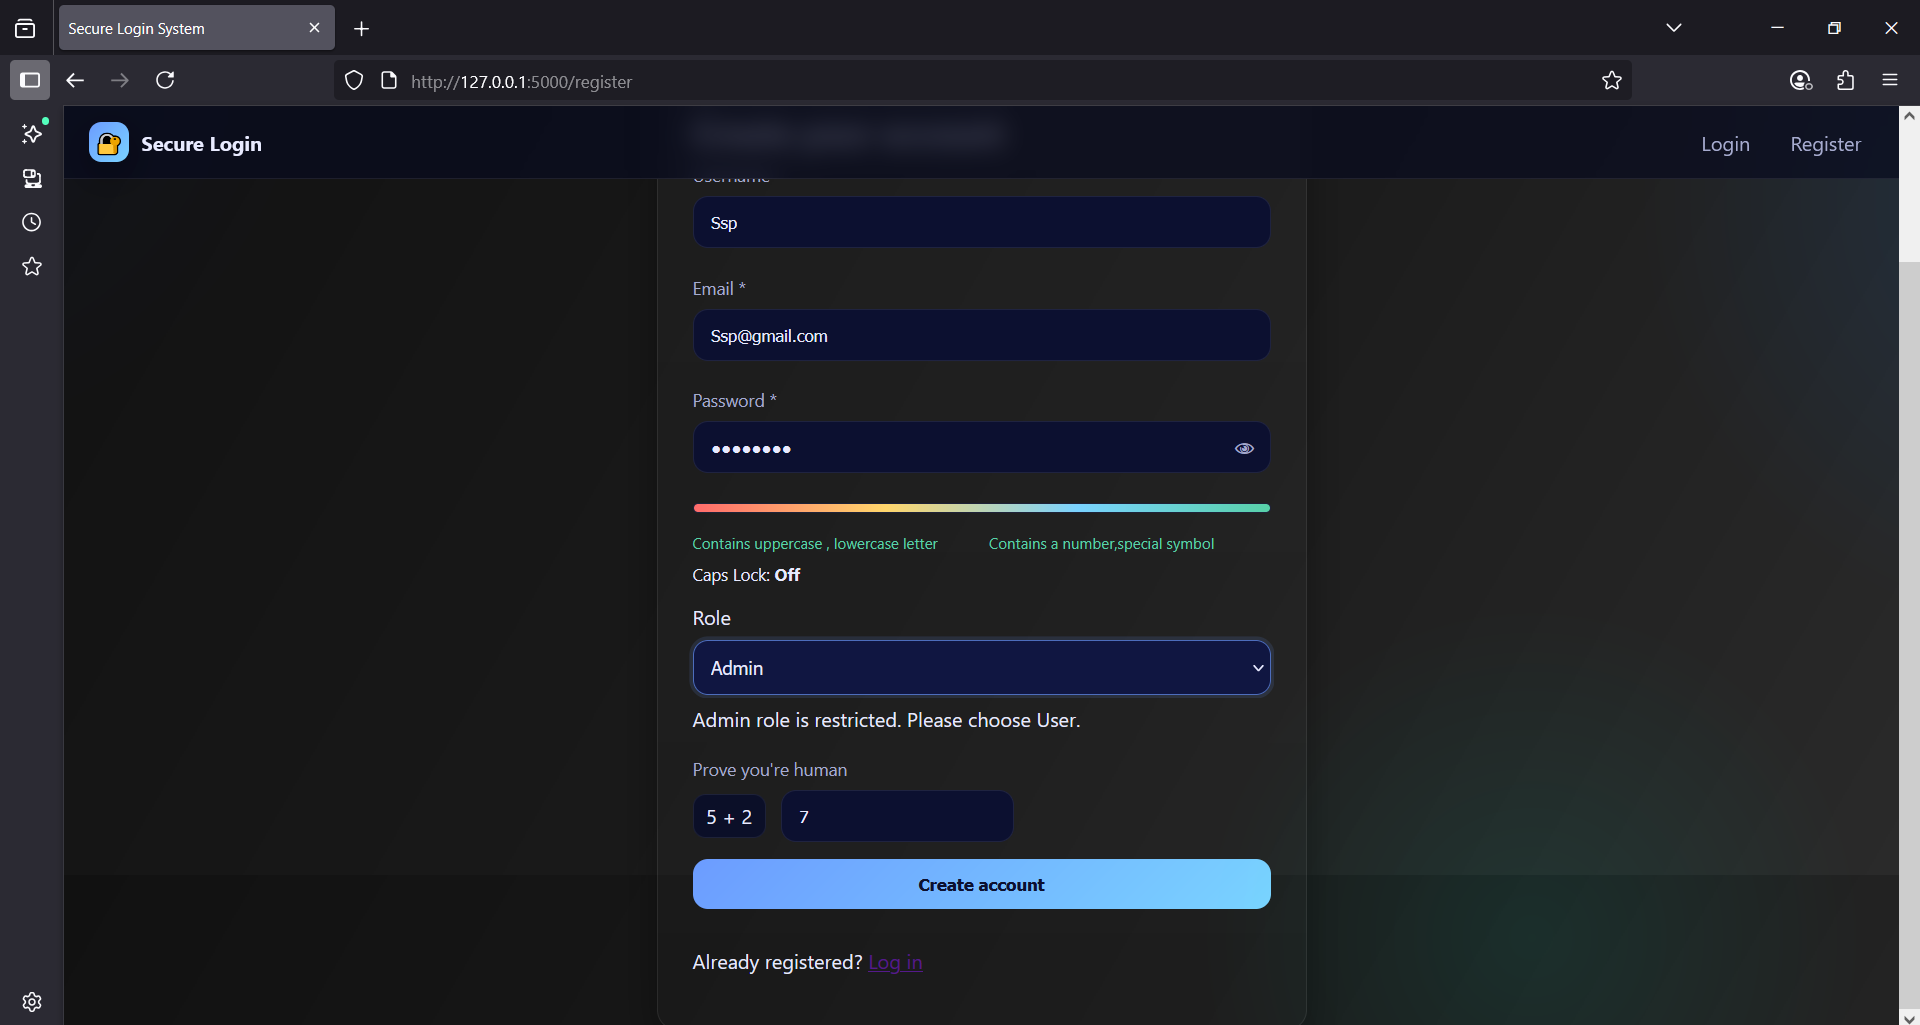 Secure Login System
http://127.0.0.1:5000/register
Secure Login
Login
Register
Username
Ssp
Email *
Ssp@gmail.com
Password *
••••••••
Contains uppercase , lowercase letter
Contains a number,special symbol
Caps Lock: Off
Role
Admin
Admin role is restricted. Please choose User.
Prove you're human
5 + 2
7
Create account
Already registered? Log in